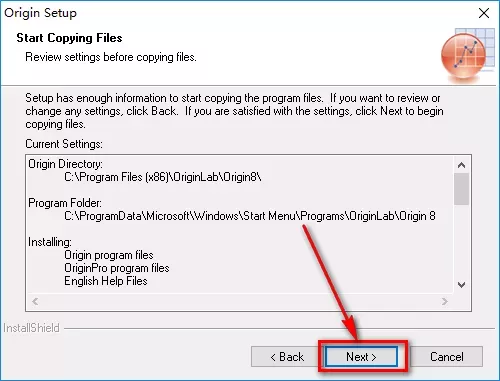 Origin Setup
Start Copying Files
Review settings before copying files.
Setup has enough information to start copying the program files. If you want to review or
change any settings, click Back. If you are satisfied with the settings, click Next to begin
copying files.
Current Settings:
Origin Directory:
C:\Program Files (x86)\OriginLab\Origin8\
Program Folder:
C:\ProgramData\Microsoft\Windows\Start Menu\Programs\OriginLab\Origin 8
Installing:
Origin program files
OriginPro program files
English Help Files
InstallShield
< Back
Next >
Cancel